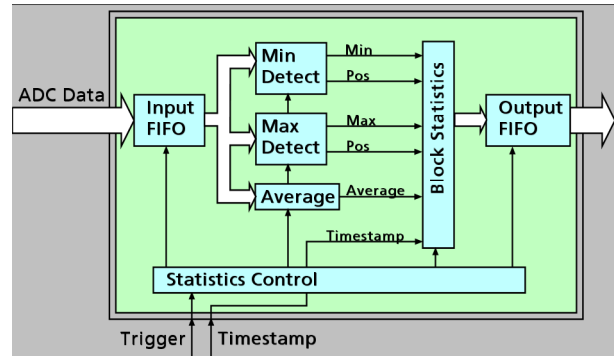 ADC Data
Input
FIFO
Min
Detect
Min
Pos
Max
Detect
Max
Pos
Average
Average
Timestamp
Block Statistics
Output
FIFO
Statistics Control
Trigger
Timestamp